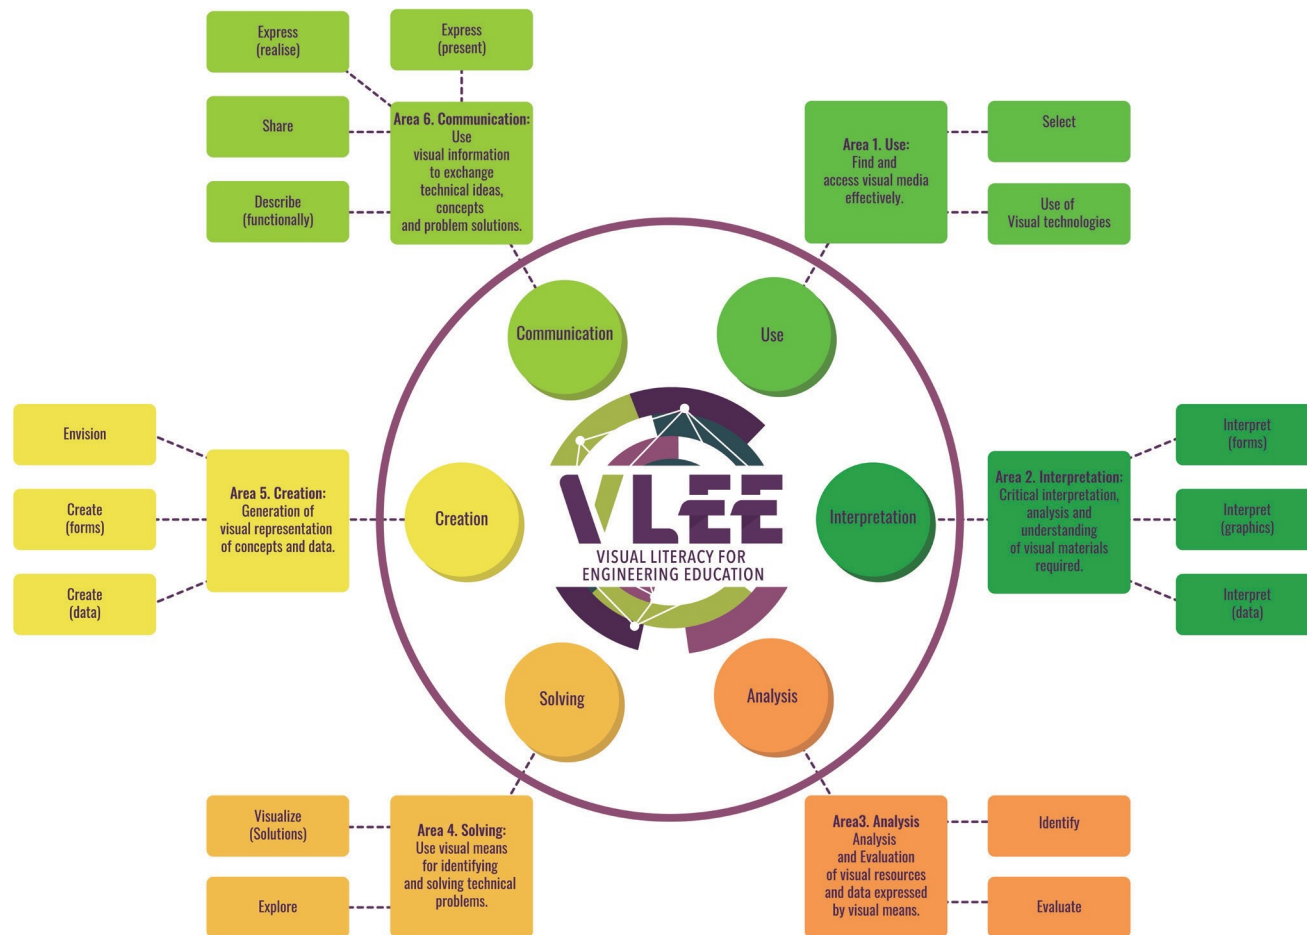 Express
(realise)
Express
(present)
Share
Describe
(functionally)
Area 6. Communication:
Use
visual information
to exchange
technical ideas,
concepts
and problem solutions.
Area 1. Use:
Find and
access visual media
effectively.
Select
Use of
Visual technologies
Communication
Use
Envision
Create
(forms)
Create
(data)
Area 5. Creation:
Generation of
visual representation
of concepts and data.
Creation
VLEE
VISUAL LITERACY FOR
ENGINEERING EDUCATION
Interpretation
Area 2. Interpretation:
Critical interpretation,
analysis and
understanding
of visual materials
required.
Interpret
(forms)
Interpret
(graphics)
Interpret
(data)
Solving
Analysis
Visualize
(Solutions)
Explore
Area 4. Solving:
Use visual means
for identifying
and solving technical
problems.
Area3. Analysis
Analysis
and Evaluation
of visual resources
and data expressed
by visual means.
Identify
Evaluate